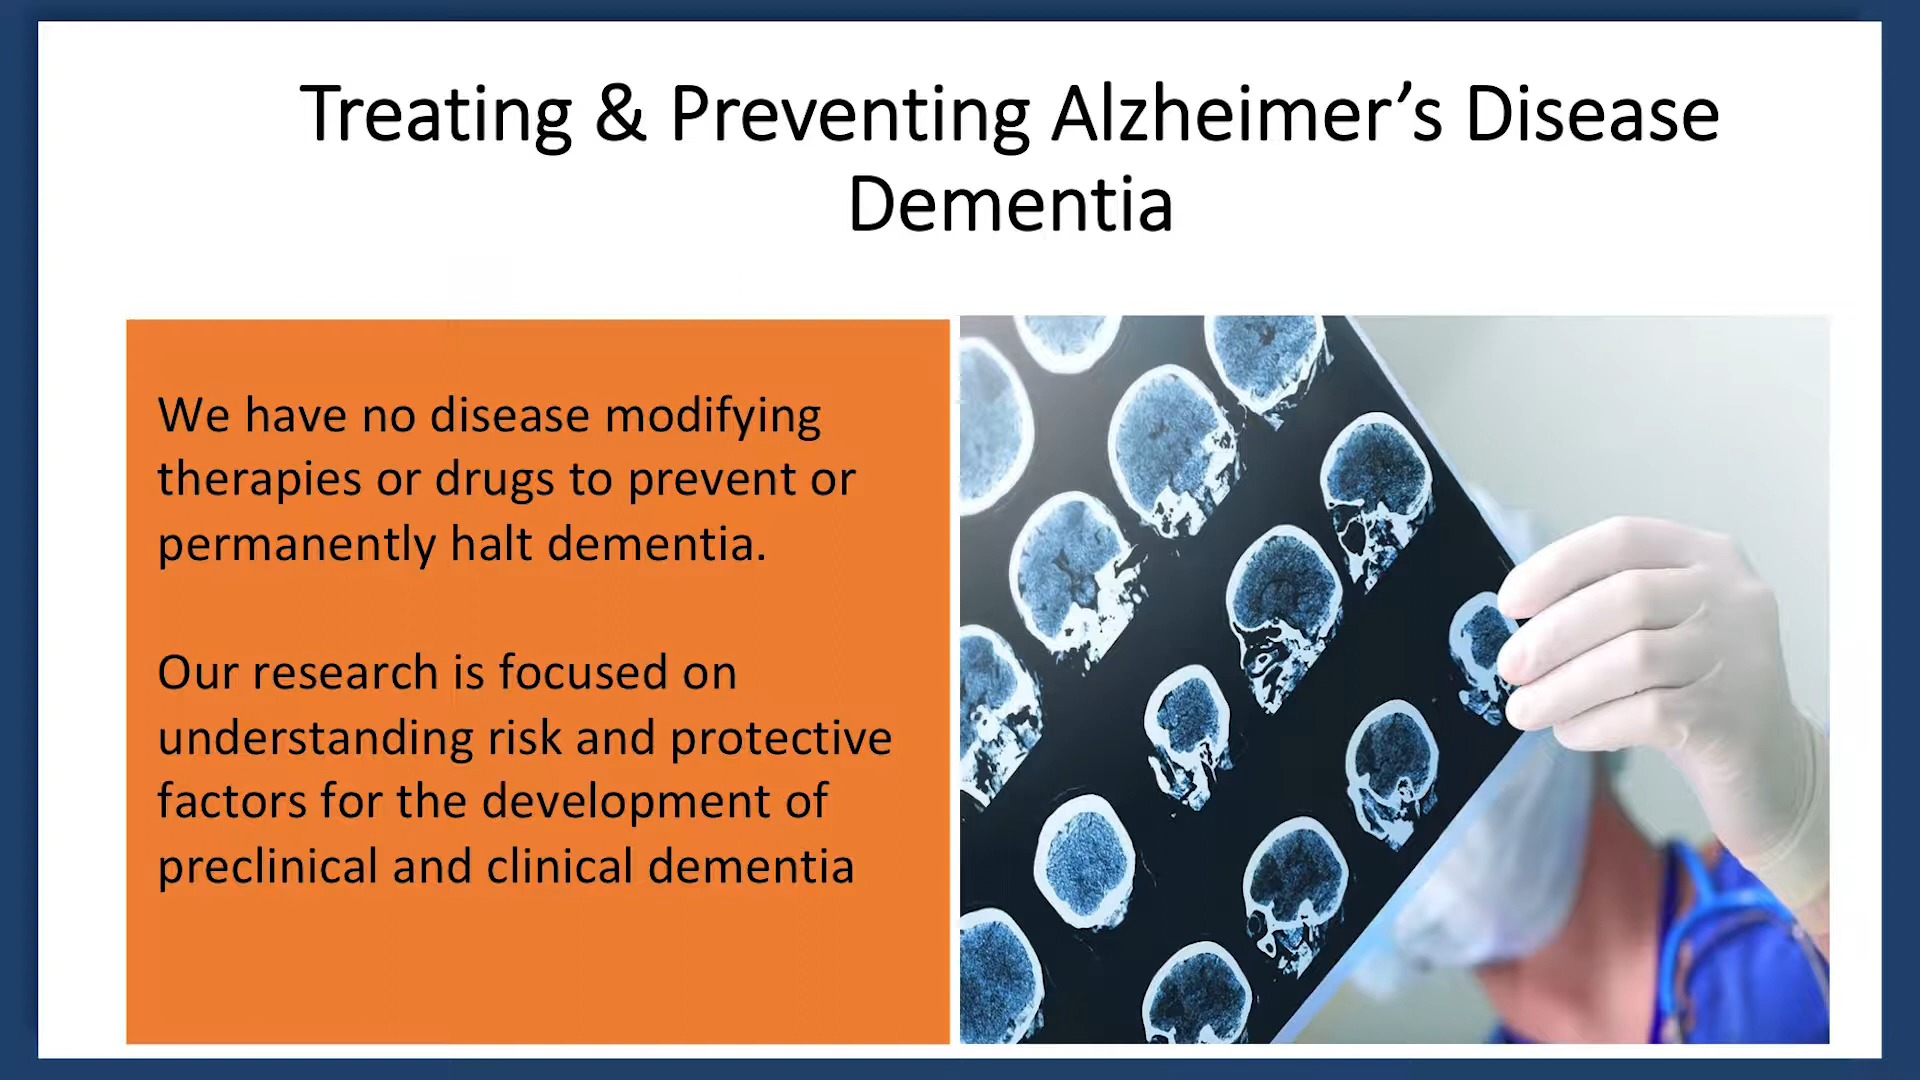 Treating & Preventing Alzheimer’s Disease
Dementia
We have no disease modifying
therapies or drugs to prevent or
permanently halt dementia.
Our research is focused on
understanding risk and protective
factors for the development of
preclinical and clinical dementia